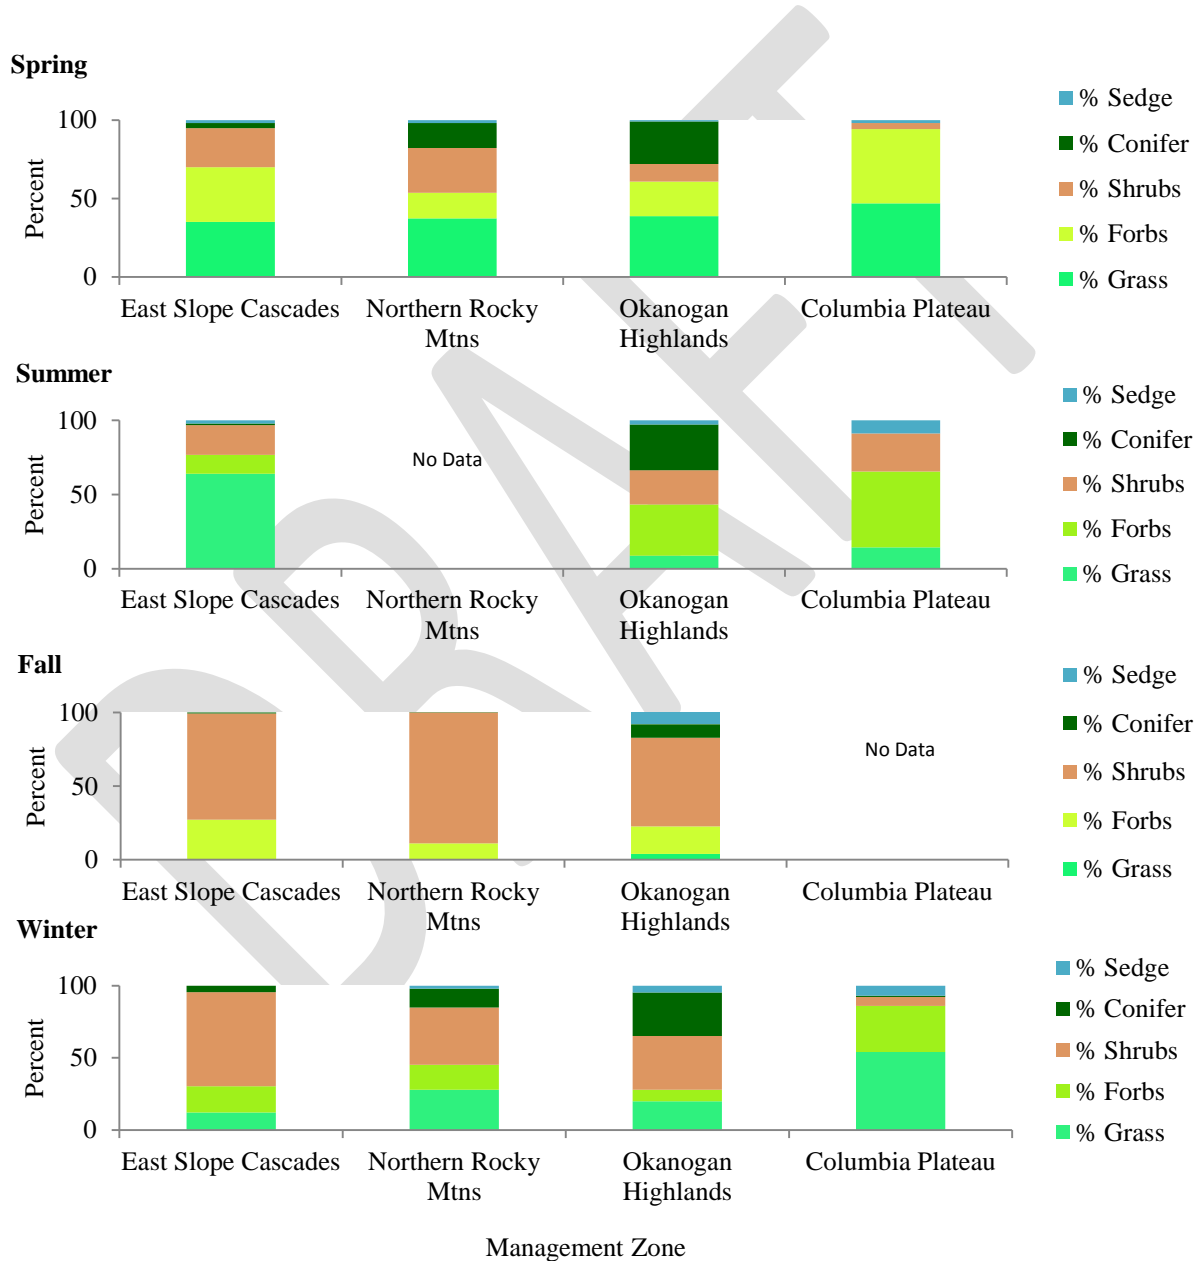 Spring
Percent
100
50
0
East Slope Cascades
Northern Rocky
Mtns
Okanogan
Highlands
Columbia Plateau
% Sedge
% Conifer
% Shrubs
% Forbs
% Grass
Summer
Percent
100
50
0
No Data
East Slope Cascades
Northern Rocky
Mtns
Okanogan
Highlands
Columbia Plateau
% Sedge
% Conifer
% Shrubs
% Forbs
% Grass
Fall
Percent
100
50
0
No Data
East Slope Cascades
Northern Rocky
Mtns
Okanogan
Highlands
Columbia Plateau
% Sedge
% Conifer
% Shrubs
% Forbs
% Grass
Winter
Percent
100
50
0
East Slope Cascades
Northern Rocky
Mtns
Okanogan
Highlands
Columbia Plateau
% Sedge
% Conifer
% Shrubs
% Forbs
% Grass
Management Zone
DRAFT